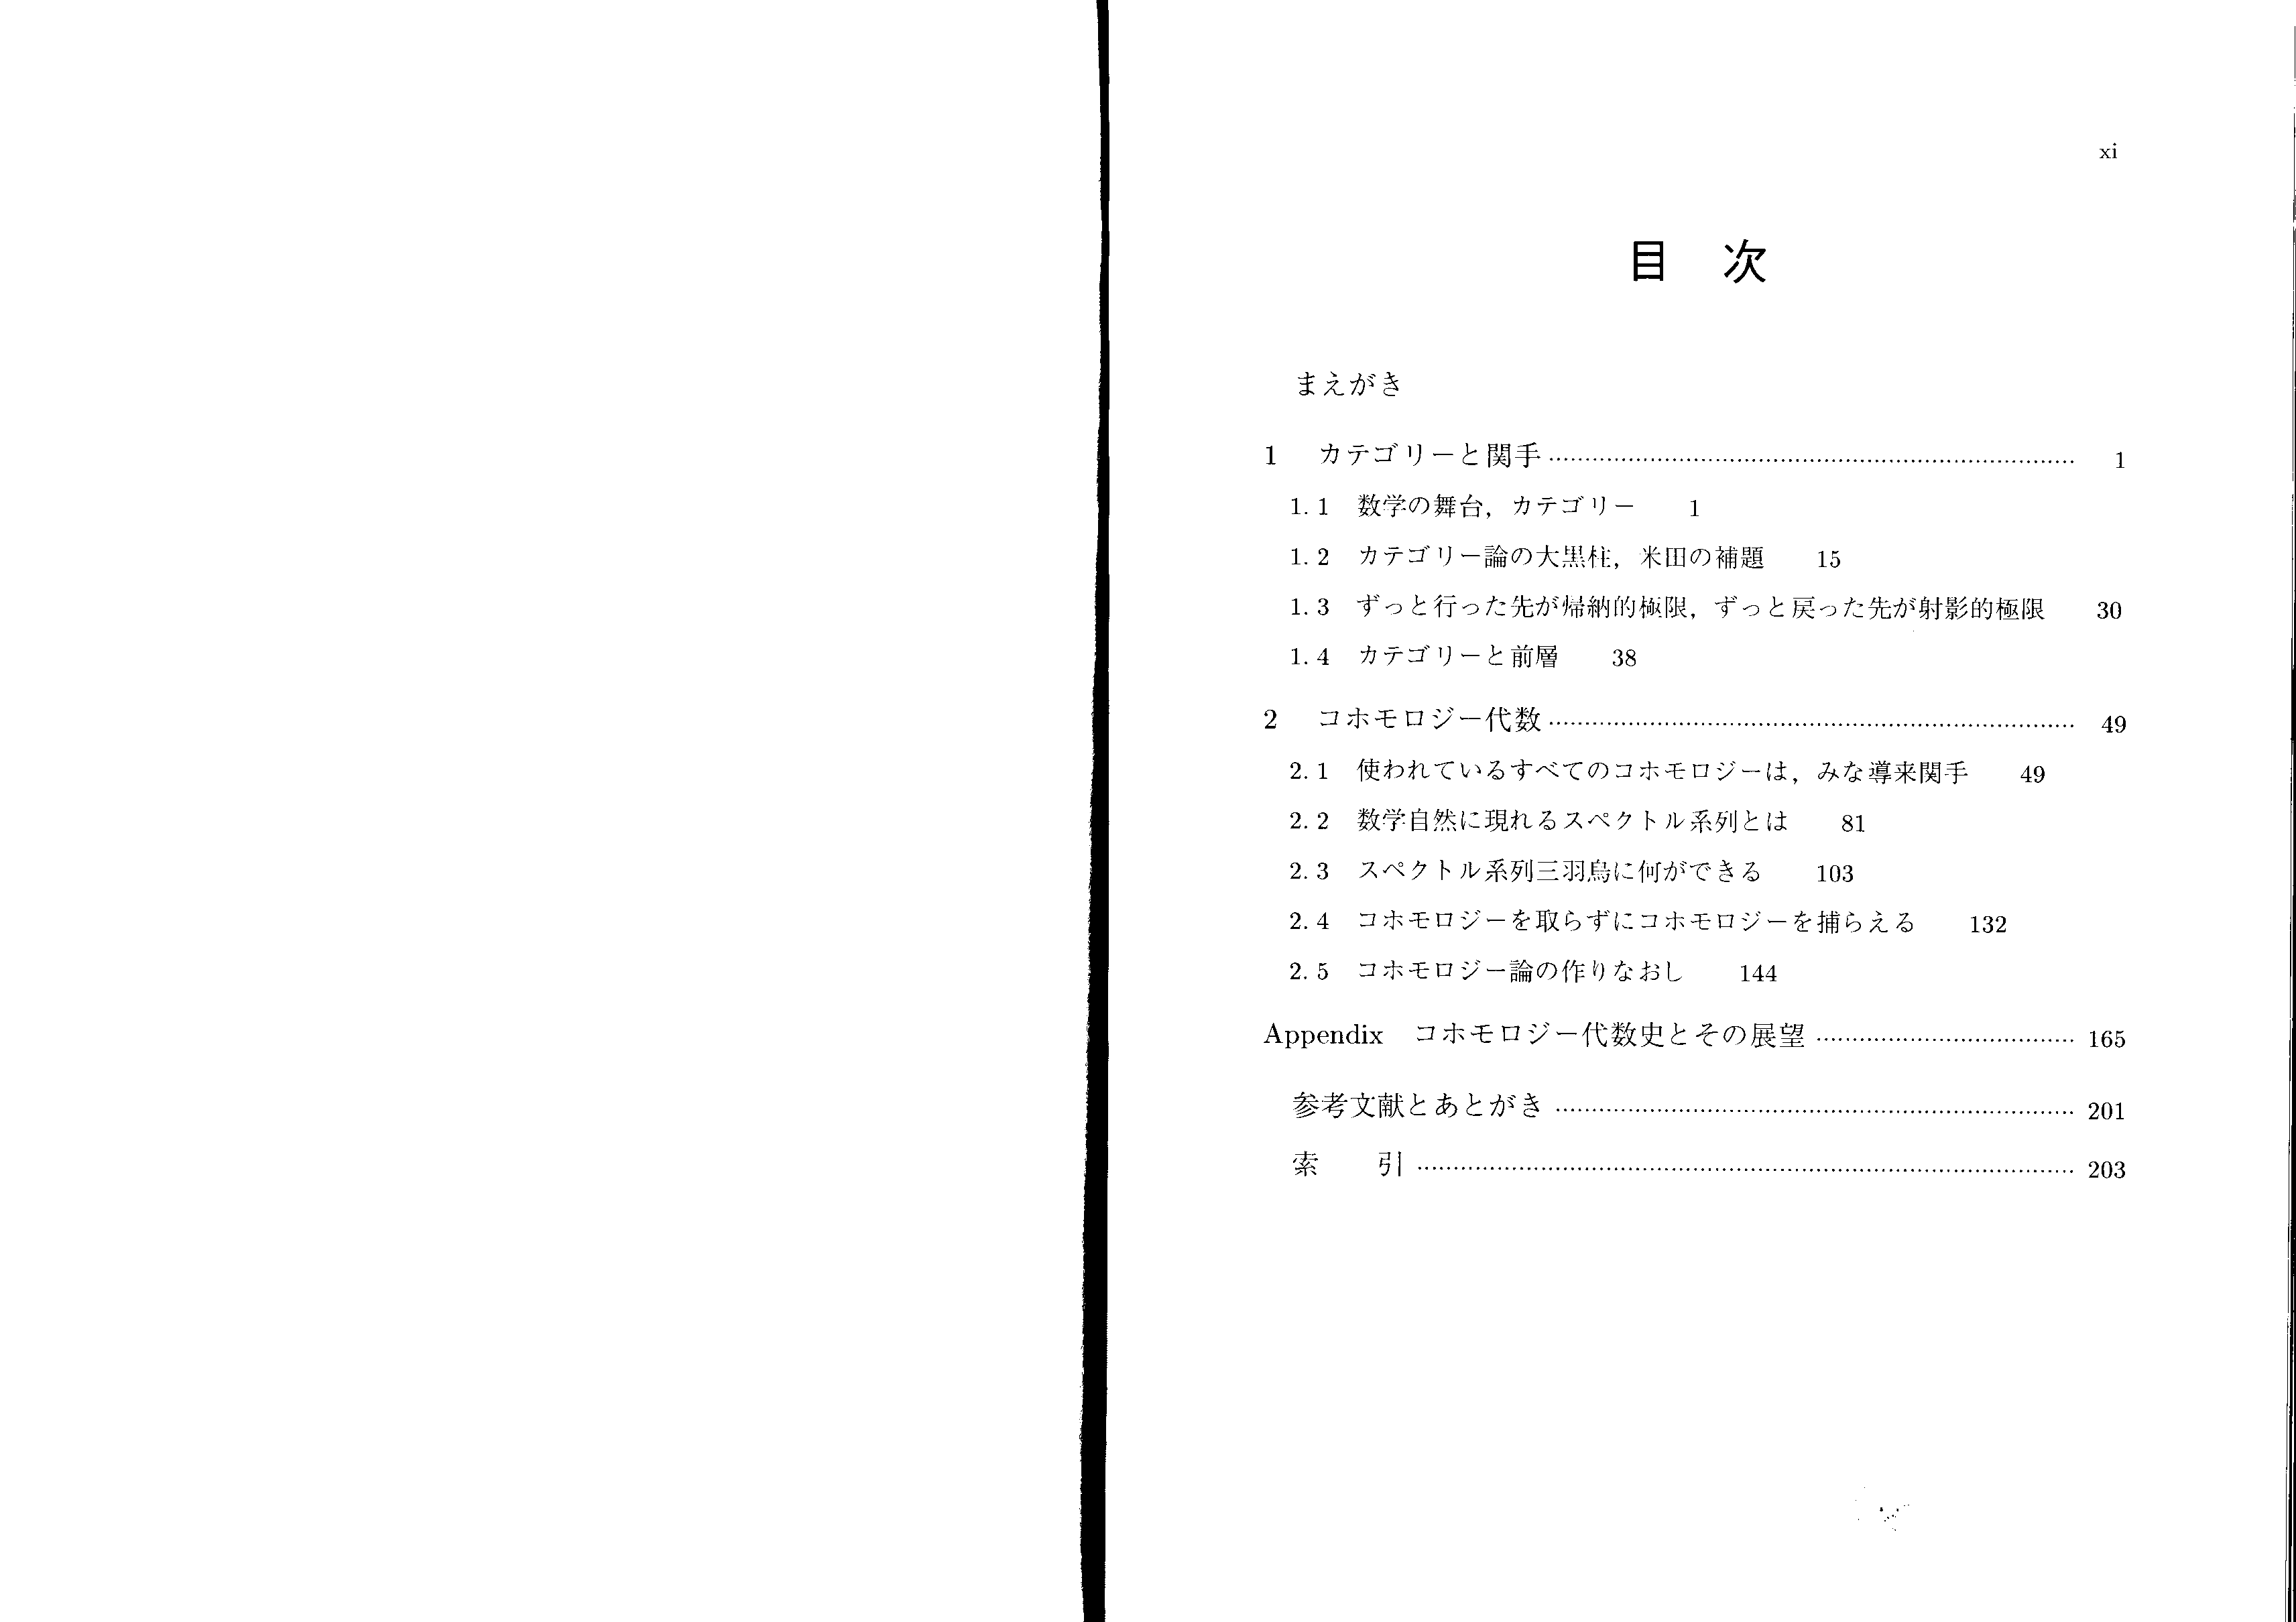 xi
目 次
まえがき
1 カテゴリーと関手 1
1.1 数学の舞台，カテゴリー 1
1.2 カテゴリー論の大黒柱，米田の補題 15
1.3 ずっと行った先が帰納的極限，ずっと戻った先が射影的極限 30
1.4 カテゴリーと前層 38
2 コホモロジー代数 49
2.1 使われているすべてのコホモロジーは，みな導来関手 49
2.2 数学自然に現れるスペクトル系列とは 81
2.3 スペクトル系列三羽烏に何ができる 103
2.4 コホモロジーを取らずにコホモロジーを捕らえる 132
2.5 コホモロジー論の作りなおし 144
Appendix コホモロジー代数史とその展望 165
参考文献とあとがき 201
索 引 203